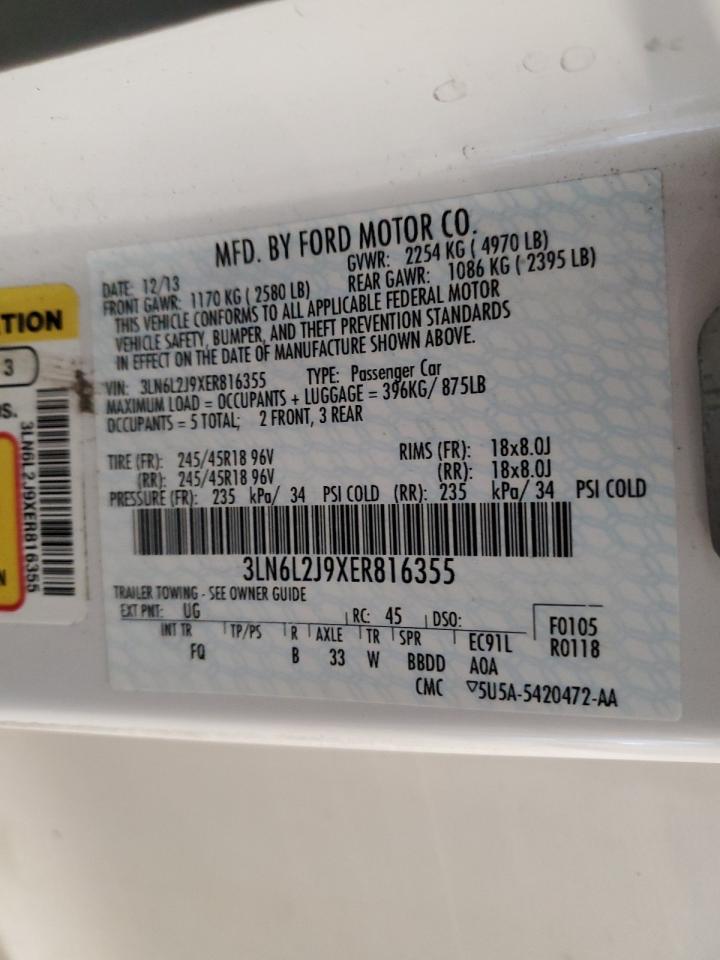 MFD. BY FORD MOTOR CO.
DATE: 12/13 GVWR: 2254 KG ( 4970 LB)
FRONT GAWR: 1170 KG ( 2580 LB) REAR GAWR: 1086 KG ( 2395 LB)
THIS VEHICLE CONFORMS TO ALL APPLICABLE FEDERAL MOTOR
VEHICLE SAFETY, BUMPER, AND THEFT PREVENTION STANDARDS
IN EFFECT ON THE DATE OF MANUFACTURE SHOWN ABOVE.
VIN: 3LN6L2J9XER816355 TYPE: Passenger Car
MAXIMUM LOAD = OCCUPANTS + LUGGAGE = 396KG/ 875LB
OCCUPANTS = 5 TOTAL; 2 FRONT, 3 REAR
TIRE (FR): 245/45R18 96V RIMS (FR): 18x8.0J
(RR): 245/45R18 96V (RR): 18x8.0J
PRESSURE (FR): 235 kPa/ 34 PSI COLD (RR): 235 kPa/ 34 PSI COLD
3LN6L2J9XER816355
TRAILER TOWING - SEE OWNER GUIDE
EXT PNT: UG RC: 45 DSO: F0105
INT TR TP/PS R AXLE TR SPR EC91L R0118
FQ B 33 W BBDD A0A
CMC ▽5U5A-5420472-AA
TION
3
S.
3LN6L2J9XER816355
N